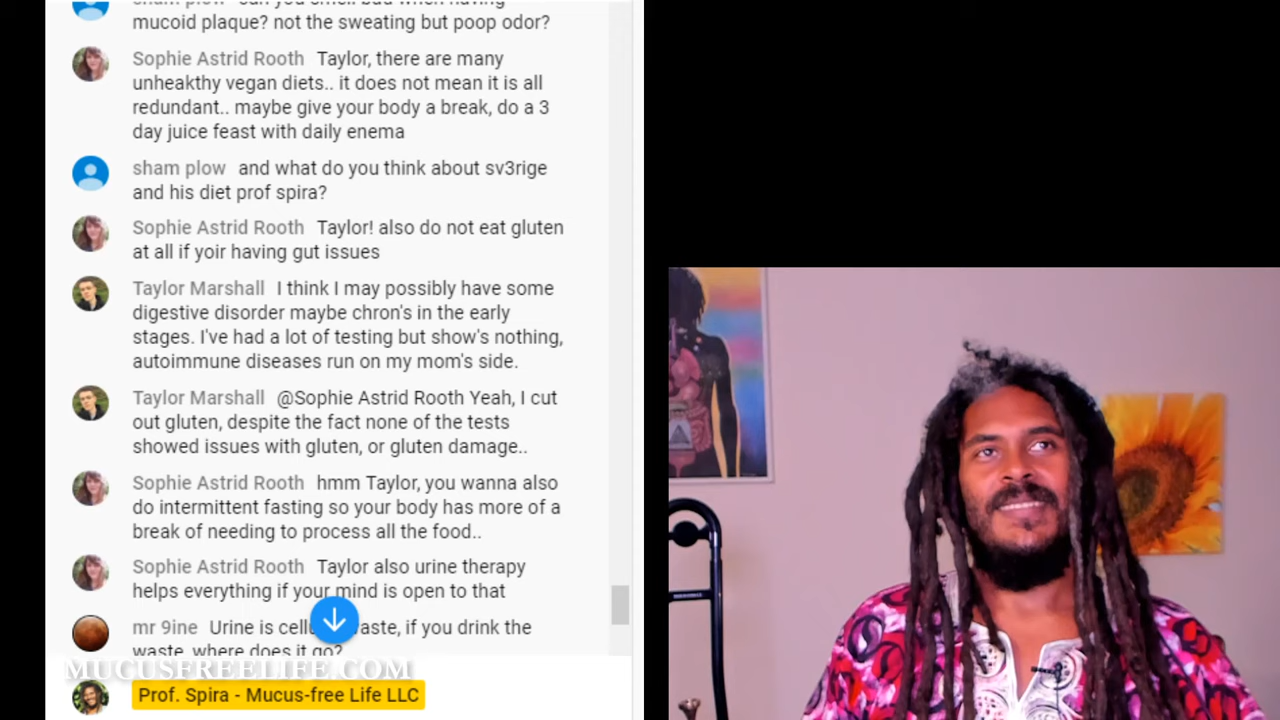 mucoid plaque? not the sweating but poop odor?
Sophie Astrid Rooth Taylor, there are many
unheakthy vegan diets.. it does not mean it is all
redundant.. maybe give your body a break, do a 3
day juice feast with daily enema
sham plow and what do you think about sv3rige
and his diet prof spira?
Sophie Astrid Rooth Taylor! also do not eat gluten
at all if yoir having gut issues
Taylor Marshall I think I may possibly have some
digestive disorder maybe chron's in the early
stages. I've had a lot of testing but show's nothing,
autoimmune diseases run on my mom's side.
Taylor Marshall @Sophie Astrid Rooth Yeah, I cut
out gluten, despite the fact none of the tests
showed issues with gluten, or gluten damage..
Sophie Astrid Rooth hmm Taylor, you wanna also
do intermittent fasting so your body has more of a
break of needing to process all the food..
Sophie Astrid Rooth Taylor also urine therapy
helps everything if your mind is open to that
mr 9ine Urine is if you drink the
waste, where does it go?
MUCUSFREELIFE.COM
Prof. Spira - Mucus-free Life LLC